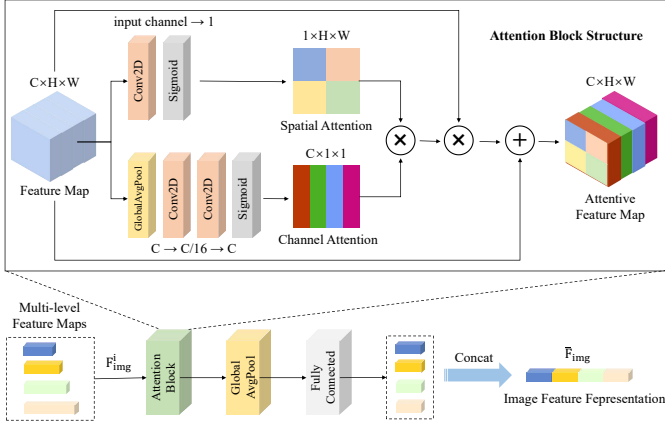 input channel → 1
Attention Block Structure
C×H×W
Conv2D
Sigmoid
1×H×W
Spatial Attention
C×H×W
Feature Map
GlobalAvgPool
Conv2D
Conv2D
Sigmoid
C → C/16 → C
C×1×1
Channel Attention
×
×
+
Attentive
Feature Map
Multi-level
Feature Maps
F^i_img
Attention
Block
Global
AvgPool
Fully
Connected
Concat
F̄_img
Image Feature Fepresentation